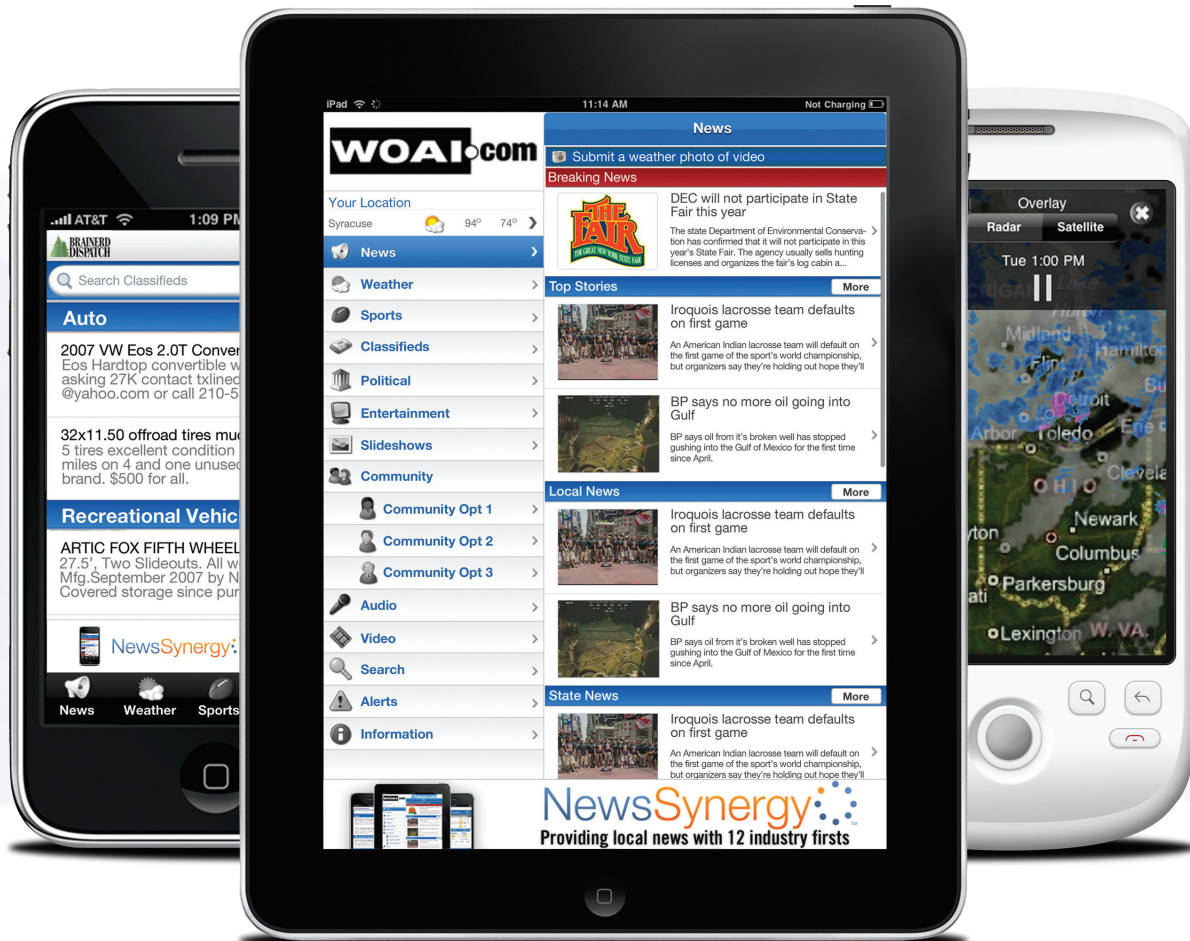 AT&T 1:09 PM
BRAINERD
DISPATCH
Search Classifieds
Auto
2007 VW Eos 2.0T Conver
Eos Hardtop convertible w
asking 27K contact txlined
@yahoo.com or call 210-5
32x11.50 offroad tires mu
5 tires excellent condition
miles on 4 and one unused
brand. $500 for all.
Recreational Vehic
ARTIC FOX FIFTH WHEEL
27.5', Two Slideouts. All w
Mfg.September 2007 by N
Covered storage since pur
NewsSynergy
News Weather Sports
iPad 11:14 AM Not Charging
WOAI.com
Your Location
Syracuse 94° 74°
News
Weather
Sports
Classifieds
Political
Entertainment
Slideshows
Community
Community Opt 1
Community Opt 2
Community Opt 3
Audio
Video
Search
Alerts
Information
News
Submit a weather photo of video
Breaking News
THE
FAIR
THE GREAT NEW YORK STATE FAIR
DEC will not participate in State
Fair this year
The state Department of Environmental Conserva-
tion has confirmed that it will not participate in this
year's State Fair. The agency usually sells hunting
licenses and organizes the fair's log cabin a...
Top Stories More
Iroquois lacrosse team defaults
on first game
An American Indian lacrosse team will default on
the first game of the sport's world championship,
but organizers say they're holding out hope they'll
BP says no more oil going into
Gulf
BP says oil from it's broken well has stopped
gushing into the Gulf of Mexico for the first time
since April.
Local News More
Iroquois lacrosse team defaults
on first game
An American Indian lacrosse team will default on
the first game of the sport's world championship,
but organizers say they're holding out hope they'll
BP says no more oil going into
Gulf
BP says oil from it's broken well has stopped
gushing into the Gulf of Mexico for the first time
since April.
State News More
Iroquois lacrosse team defaults
on first game
An American Indian lacrosse team will default on
the first game of the sport's world championship,
but organizers say they're holding out hope they'll
NewsSynergy
™
Providing local news with 12 industry firsts
Overlay
Radar Satellite
Tue 1:00 PM
MICHIGAN Lake
Huron
Midland
Flint Hamilton
Detroit
Arbor Toledo Erie
Clevela
OHIO
Newark
yton
Columbus
ati Parkersburg
Lexington W. VA.